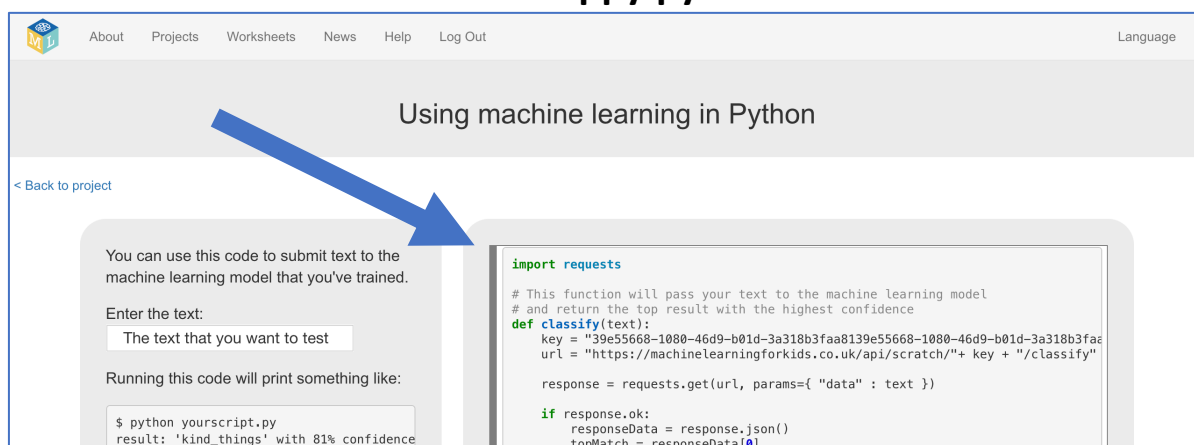 About Projects Worksheets News Help Log Out Language
Using machine learning in Python
< Back to project
You can use this code to submit text to the
machine learning model that you've trained.
Enter the text:
The text that you want to test
Running this code will print something like:
$ python yourscript.py
result: 'kind_things' with 81% confidence
import requests
# This function will pass your text to the machine learning model
# and return the top result with the highest confidence
def classify(text):
key = "39e55668-1080-46d9-b01d-3a318b3faa8139e55668-1080-46d9-b01d-3a318b3faa
url = "https://machinelearningforkids.co.uk/api/scratch/"+ key + "/classify"
response = requests.get(url, params={ "data" : text })
if response.ok:
responseData = response.json()
topMatch = responseData[0]